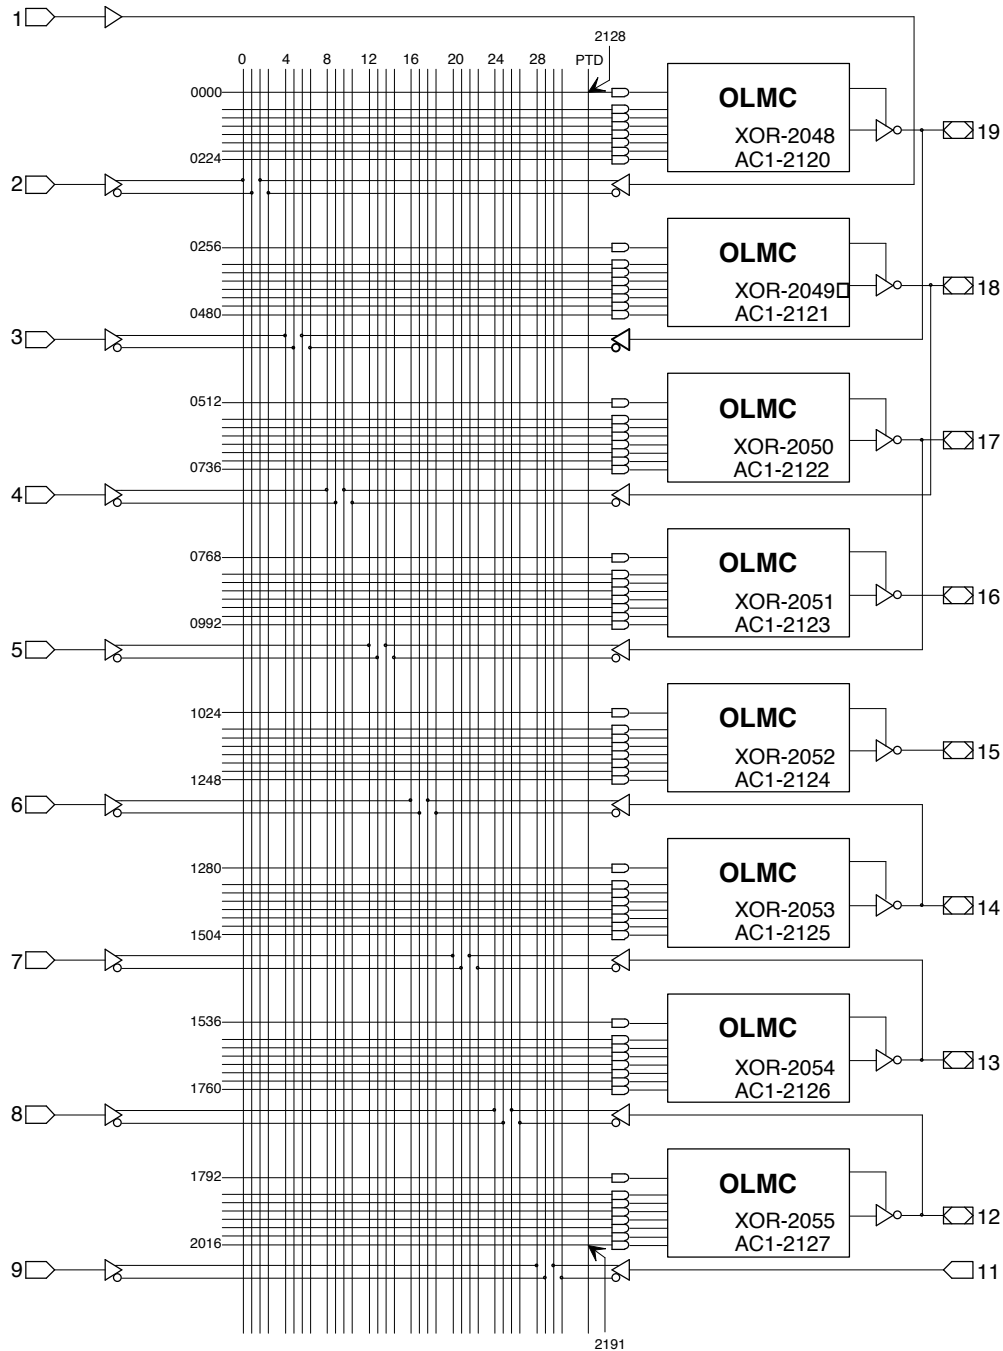 1
2128
0 4 8 12 16 20 24 28 PTD
0000
OLMC
XOR-2048
19
AC1-2120
0224
2
0256
OLMC
XOR-2049
18
AC1-2121
0480
3
0512
OLMC
XOR-2050
17
AC1-2122
0736
4
0768
OLMC
XOR-2051
16
AC1-2123
0992
5
1024
OLMC
XOR-2052
15
AC1-2124
1248
6
1280
OLMC
XOR-2053
14
AC1-2125
1504
7
1536
OLMC
XOR-2054
13
AC1-2126
1760
8
1792
OLMC
XOR-2055
12
AC1-2127
2016
9
11
2191